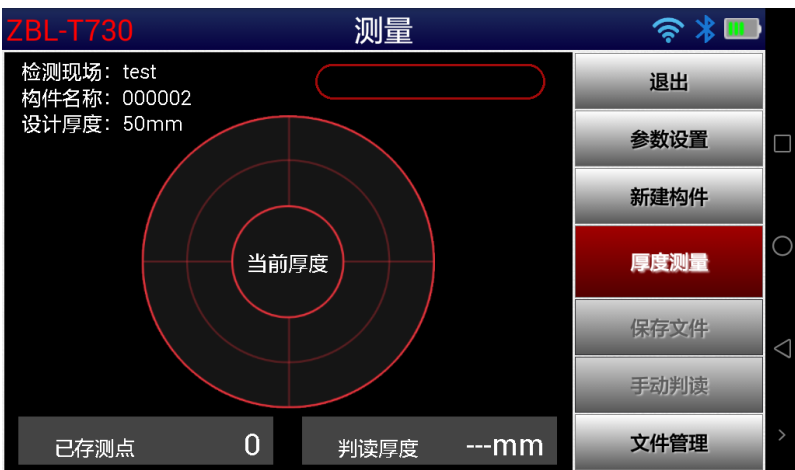 ZBL-T730
测量
检测现场：test
构件名称：000002
设计厚度：50mm
当前厚度
已存测点 0
判读厚度 ---mm
退出
参数设置
新建构件
厚度测量
保存文件
手动判读
文件管理